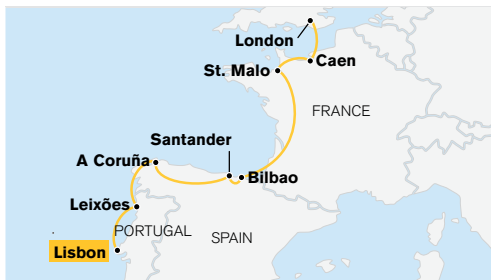 London
Caen
St. Malo
FRANCE
Santander
A Coruña
Bilbao
Leixões
PORTUGAL
SPAIN
Lisbon